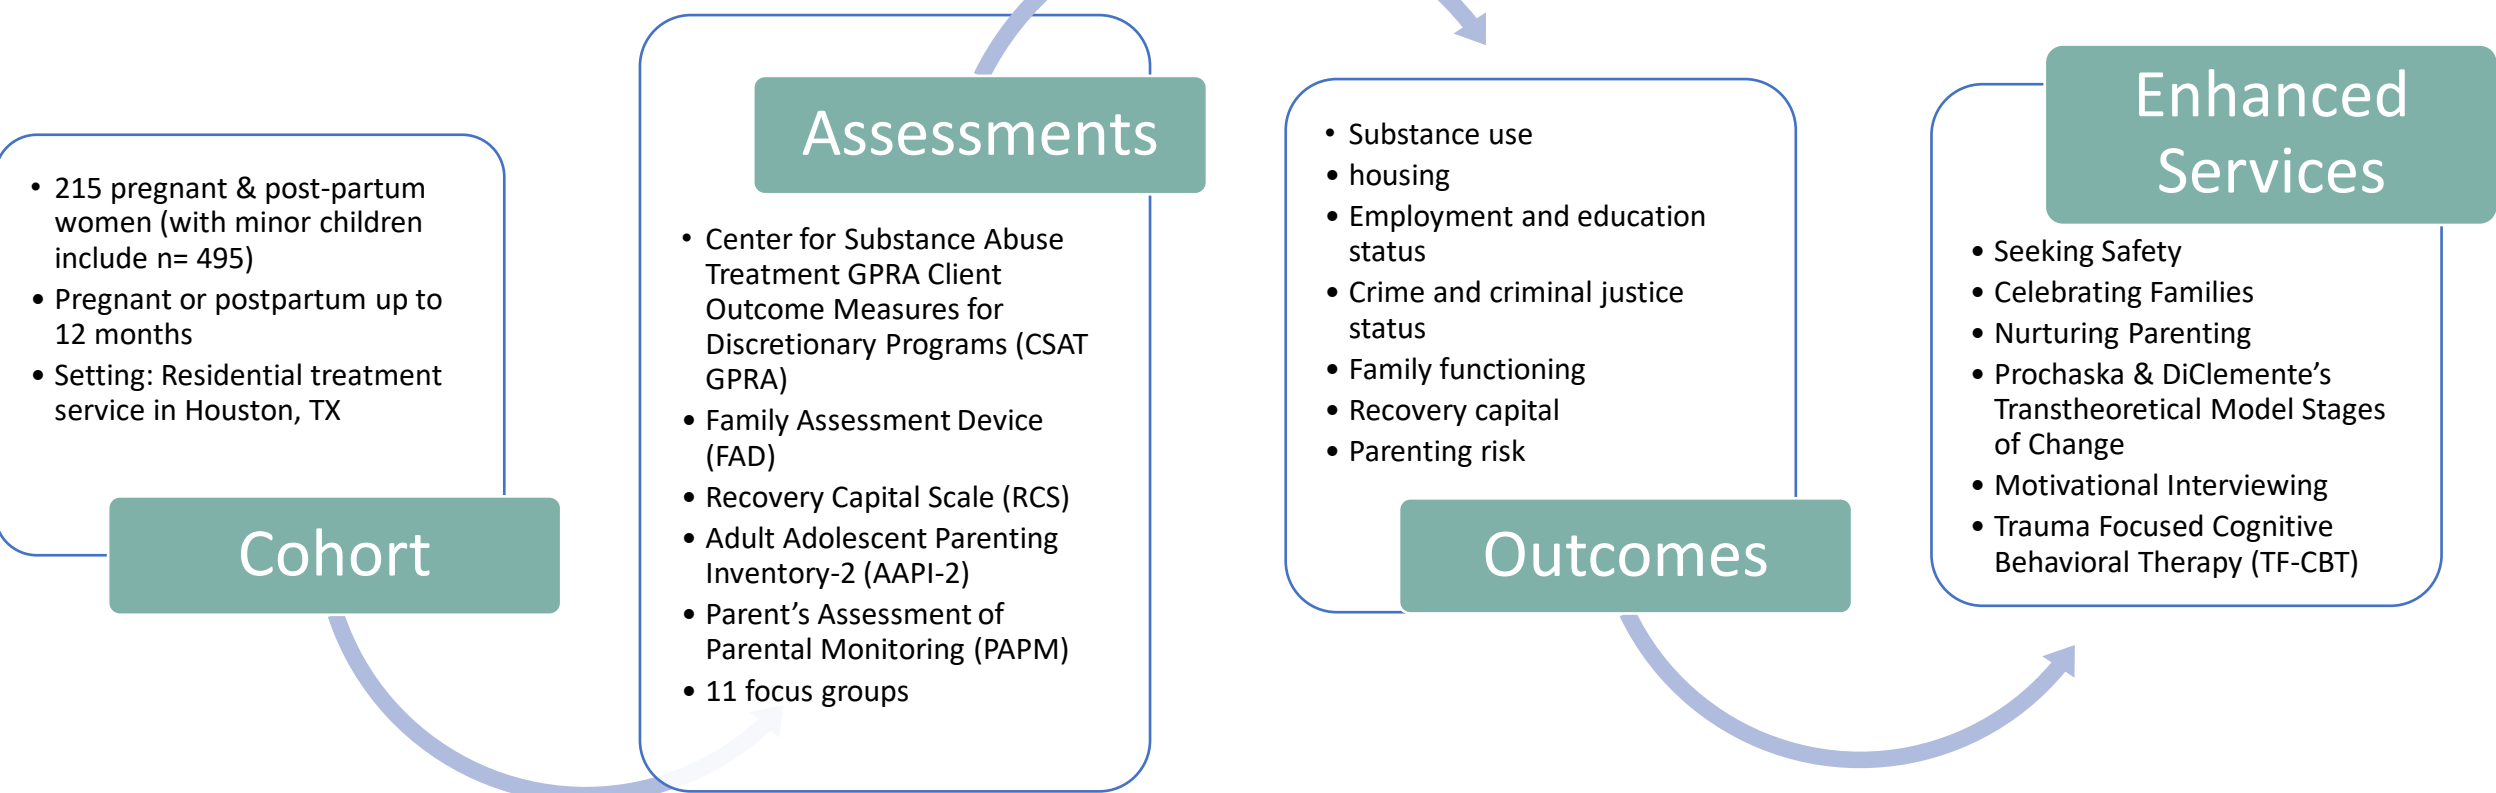 • 215 pregnant & post-partum
women (with minor children
include n= 495)
• Pregnant or postpartum up to
12 months
• Setting: Residential treatment
service in Houston, TX
Cohort
Assessments
• Center for Substance Abuse
Treatment GPRA Client
Outcome Measures for
Discretionary Programs (CSAT
GPRA)
• Family Assessment Device
(FAD)
• Recovery Capital Scale (RCS)
• Adult Adolescent Parenting
Inventory-2 (AAPI-2)
• Parent’s Assessment of
Parental Monitoring (PAPM)
• 11 focus groups
• Substance use
• housing
• Employment and education
status
• Crime and criminal justice
status
• Family functioning
• Recovery capital
• Parenting risk
Outcomes
Enhanced
Services
• Seeking Safety
• Celebrating Families
• Nurturing Parenting
• Prochaska & DiClemente’s
Transtheoretical Model Stages
of Change
• Motivational Interviewing
• Trauma Focused Cognitive
Behavioral Therapy (TF-CBT)